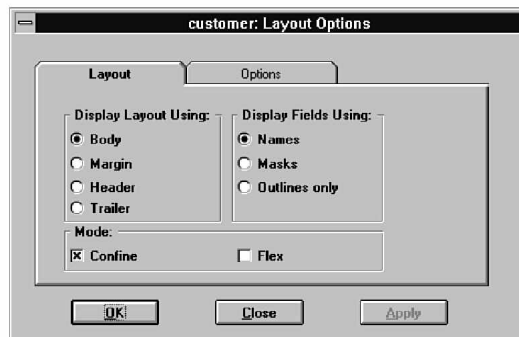 customer: Layout Options
Layout
Options
Display Layout Using:
Body
Margin
Header
Trailer
Display Fields Using:
Names
Masks
Outlines only
Mode:
Confine
Flex
OK
Close
Apply